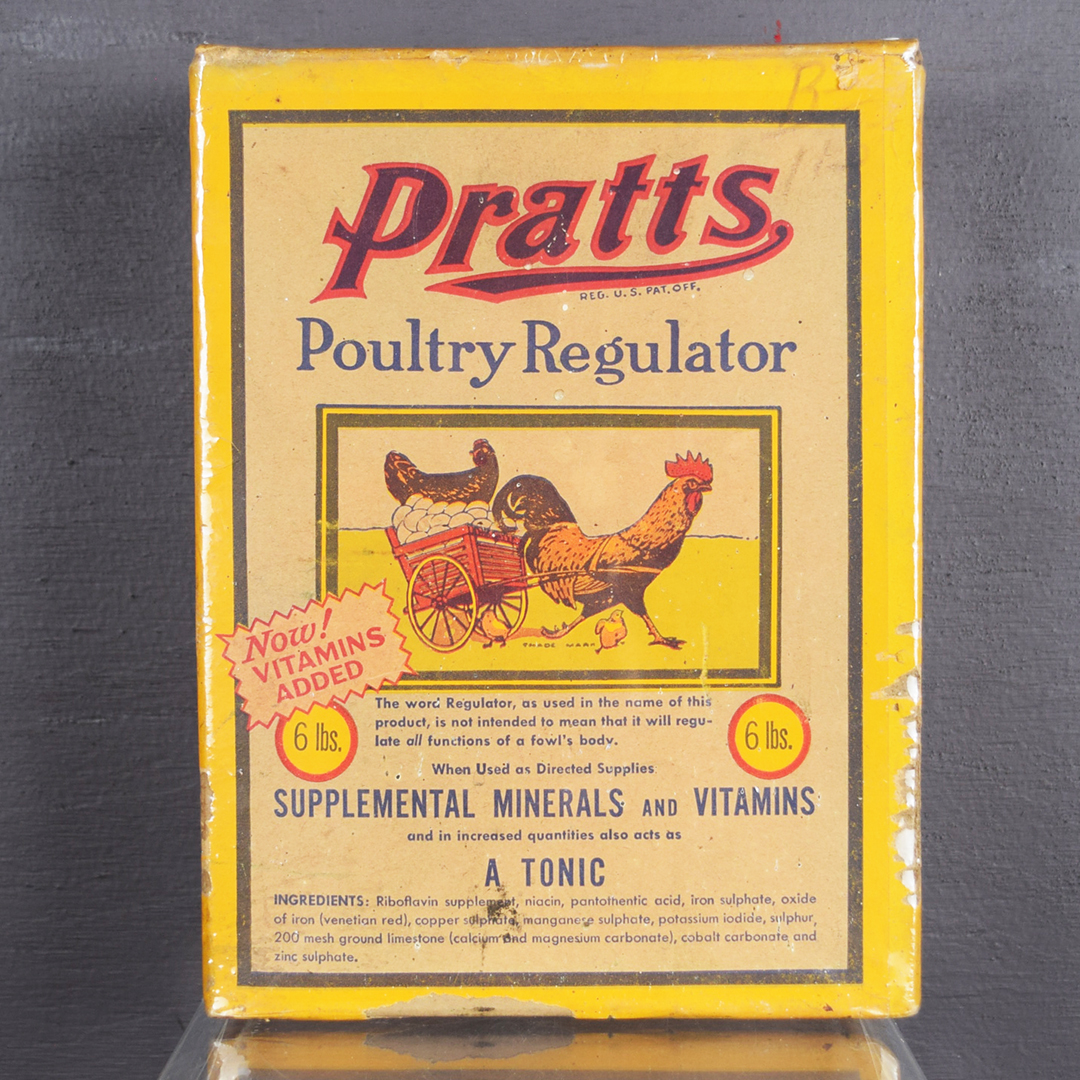 Pratts
REG. U.S. PAT. OFF.
Poultry Regulator
TRADE MARK
Now!
VITAMINS
ADDED
6 lbs.
The word Regulator, as used in the name of this
product, is not intended to mean that it will regu-
late all functions of a fowl's body.
6 lbs.
When Used as Directed Supplies
SUPPLEMENTAL MINERALS AND VITAMINS
and in increased quantities also acts as
A TONIC
INGREDIENTS: Riboflavin supplement, niacin, pantothentic acid, iron sulphate, oxide
of iron (venetian red), copper sulphate, manganese sulphate, potassium iodide, sulphur,
200 mesh ground limestone (calcium and magnesium carbonate), cobalt carbonate and
zinc sulphate.